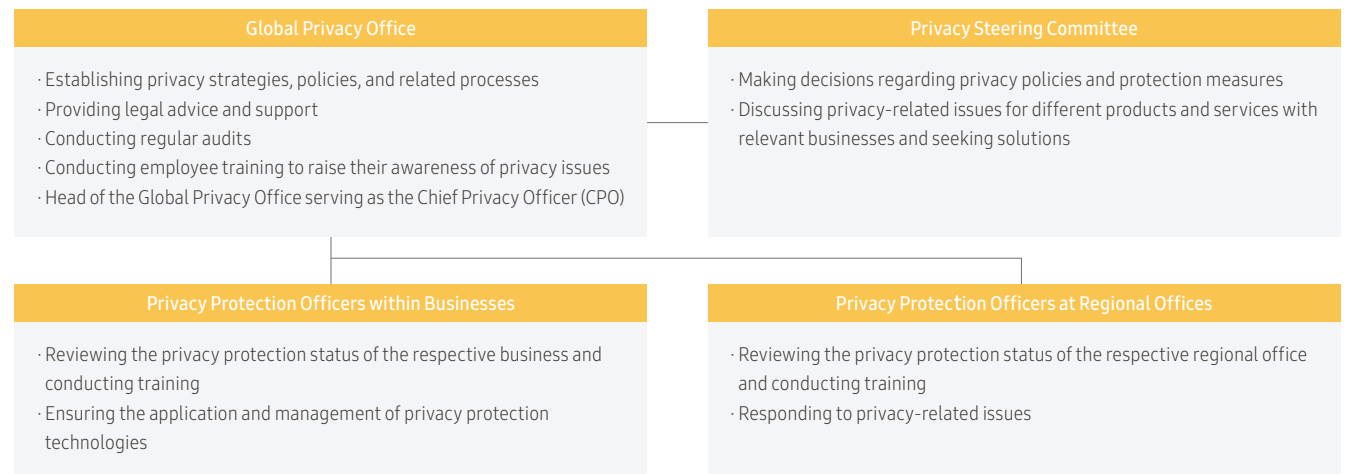 Global Privacy Office
· Establishing privacy strategies, policies, and related processes
· Providing legal advice and support
· Conducting regular audits
· Conducting employee training to raise their awareness of privacy issues
· Head of the Global Privacy Office serving as the Chief Privacy Officer (CPO)
Privacy Steering Committee
· Making decisions regarding privacy policies and protection measures
· Discussing privacy-related issues for different products and services with
relevant businesses and seeking solutions
Privacy Protection Officers within Businesses
· Reviewing the privacy protection status of the respective business and
conducting training
· Ensuring the application and management of privacy protection
technologies
Privacy Protection Officers at Regional Offices
· Reviewing the privacy protection status of the respective regional office
and conducting training
· Responding to privacy-related issues